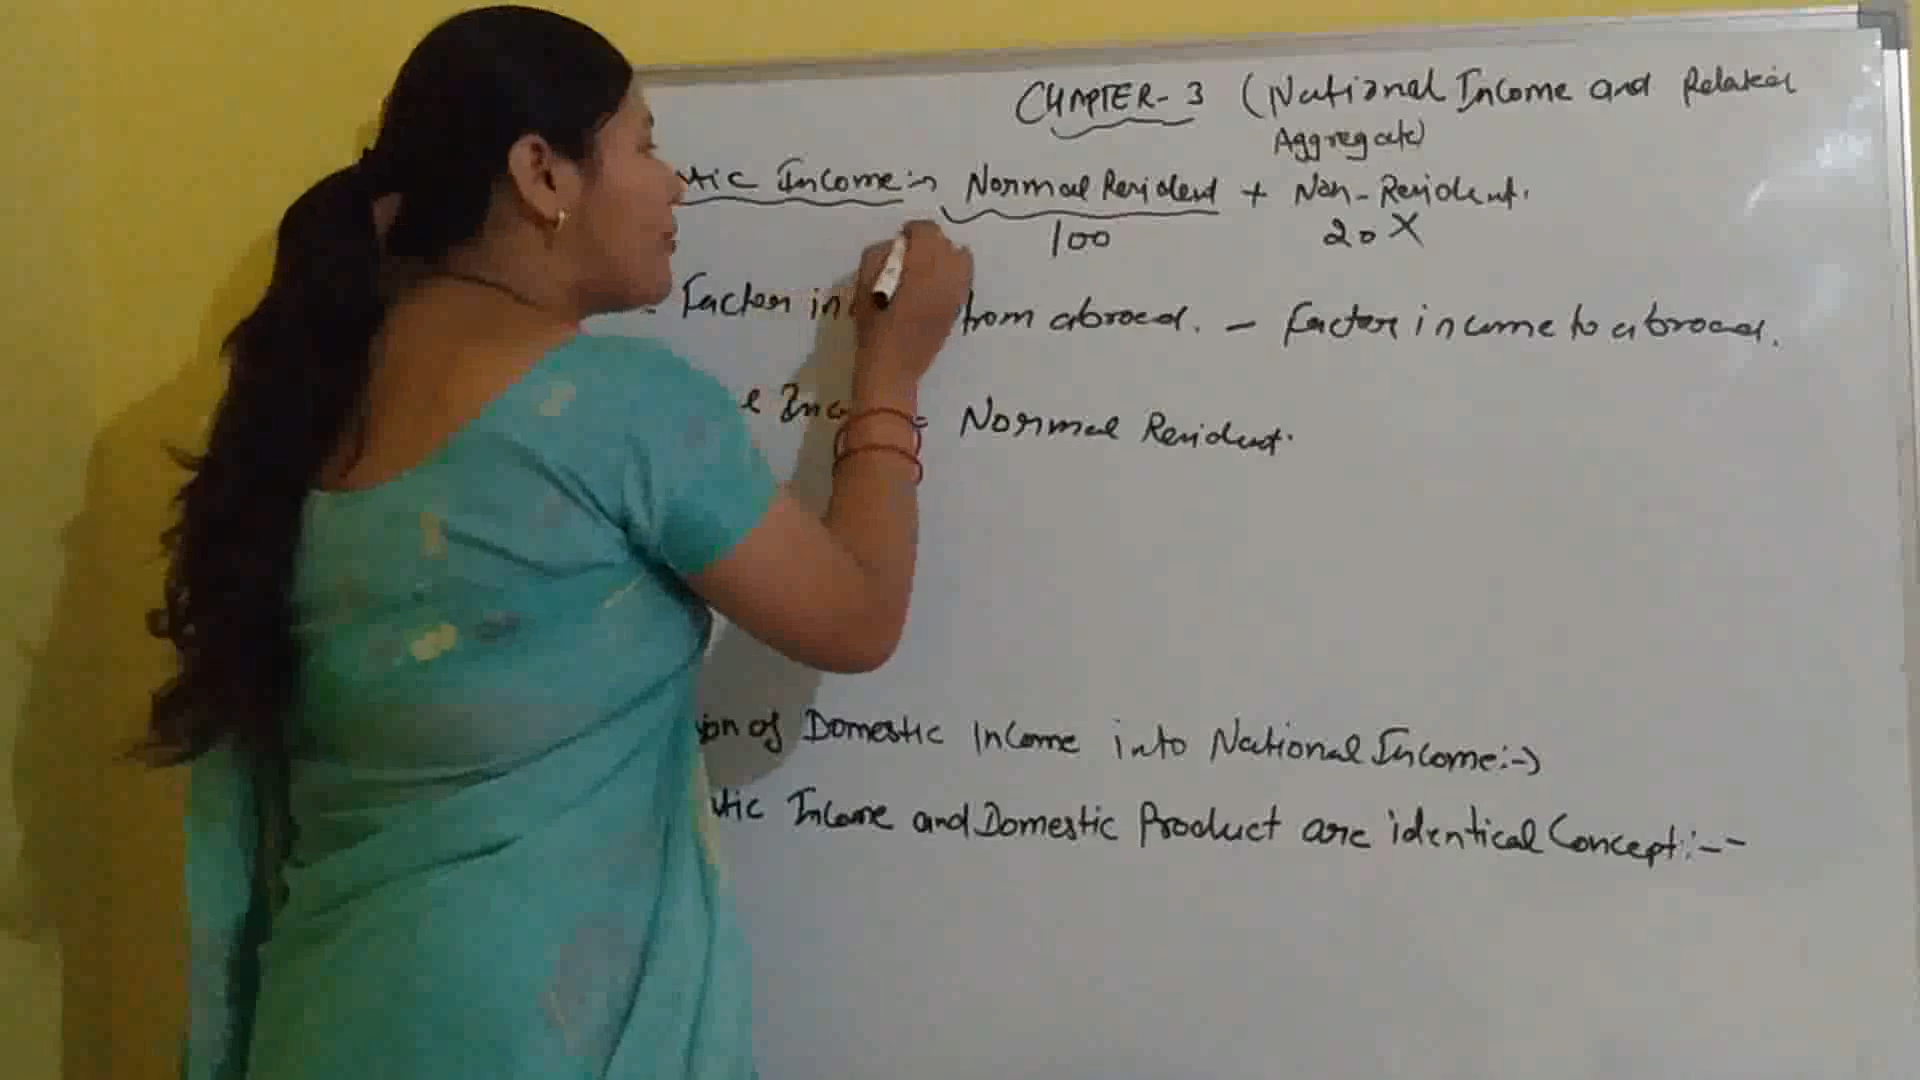 CHAPTER-3 (National Income and Related
Aggregate)
tic Income:- Normal Resident + Non-Resident.
100 20 X
- Factor in from abroad. - factor income to abroad.
Normal Resident.
ion of Domestic Income into National Income:-)
tic Income and Domestic Product are identical Concept:--